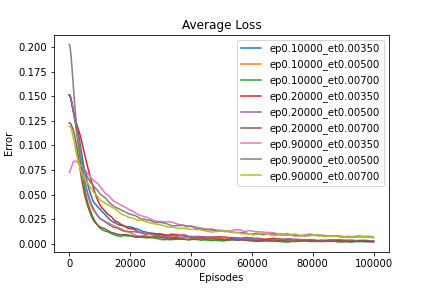 Average Loss
0.200
0.175
0.150
0.125
0.100
0.075
0.050
0.025
0.000
Error
ep0.10000_et0.00350
ep0.10000_et0.00500
ep0.10000_et0.00700
ep0.20000_et0.00350
ep0.20000_et0.00500
ep0.20000_et0.00700
ep0.90000_et0.00350
ep0.90000_et0.00500
ep0.90000_et0.00700
0 20000 40000 60000 80000 100000
Episodes